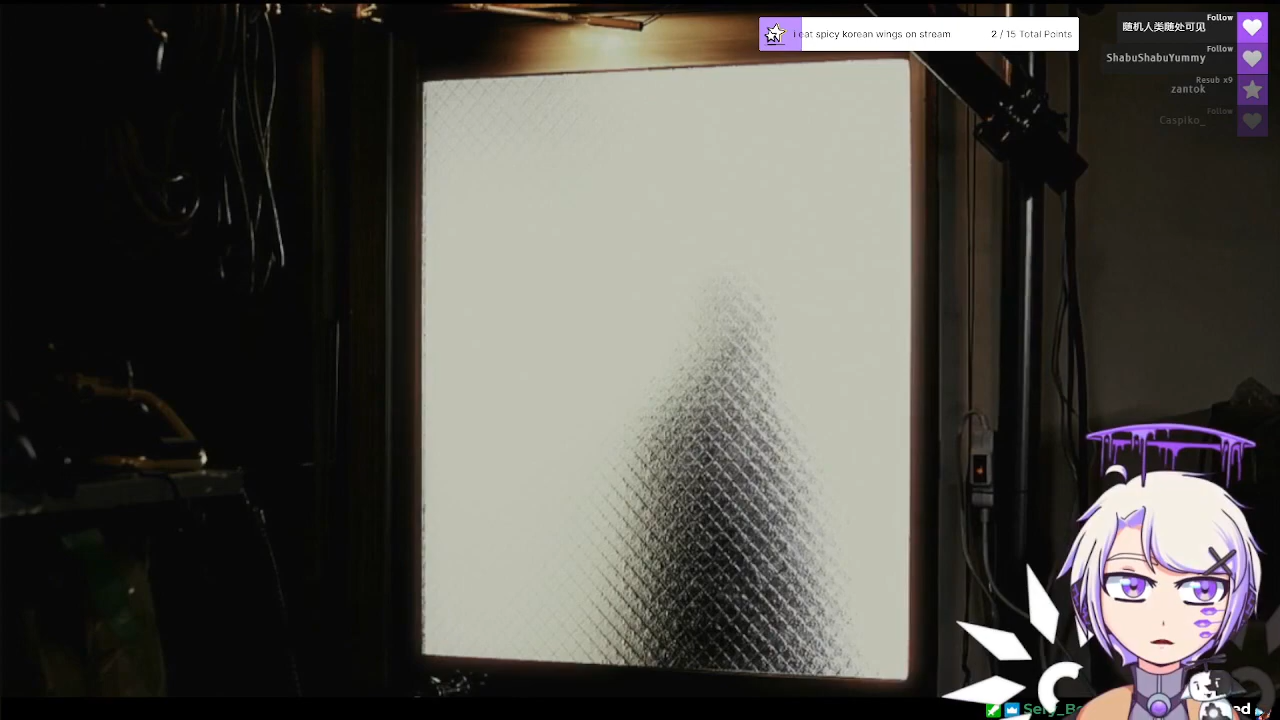 i eat spicy korean wings on stream 2 / 15 Total Points
Follow
随机人类随处可见
Follow
ShabuShabuYummy
Resub x9
zantok
Follow
Caspiko_